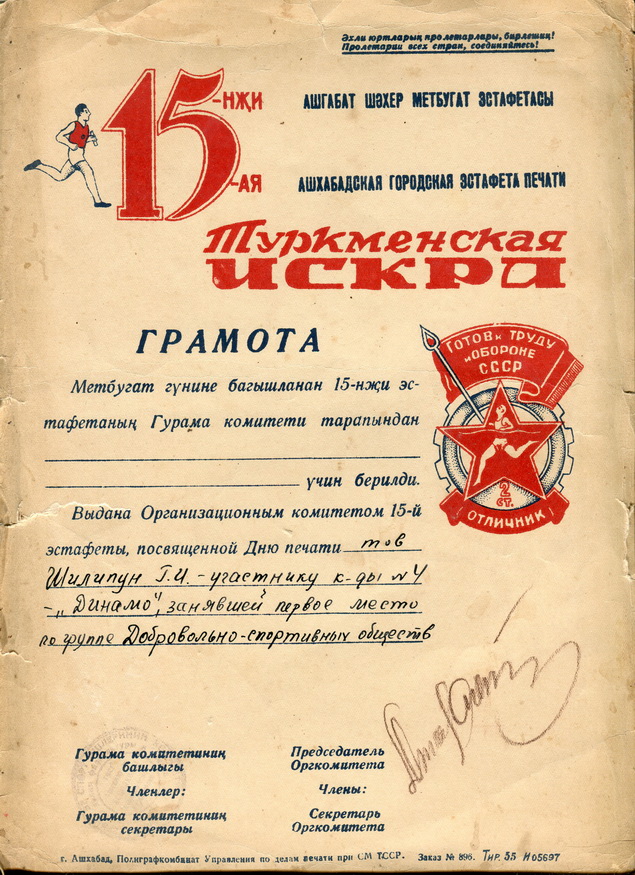 Әхли юртларың пролетарлары, бирлешиң!
Пролетарии всех стран, соединяйтесь!
15-НҖИ АШГАБАТ ШӘХЕР МЕТБУГАТ ЭСТАФЕТАСЫ
-АЯ АШХАБАДСКАЯ ГОРОДСКАЯ ЭСТАФЕТА ПЕЧАТИ
Туркменская
ИСКРА
ГРАМОТА
ГОТОВ к ТРУДУ
и ОБОРОНЕ
СССР
2
СТ.
ОТЛИЧНИК
Метбугат гүнине багышланан 15-нҗи эс-
тафетаның Гурама комитети тарапындан
үчин берилди.
Выдана Организационным комитетом 15-й
эстафеты, посвященной Дню печати тов
Шилипун Г.И. - участнику к-ды №4
- „Динамо", занявшей первое место
по группе Добровольно-спортивных обществ
Гурама комитетиниң
башлыгы
Членлер:
Гурама комитетиниң
секретары
Председатель
Оргкомитета
Члены:
Секретарь
Оргкомитета
г. Ашхабад, Полиграфкомбинат Управления по делам печати при СМ ТССР. Заказ № 896. Тир. 55 И05697